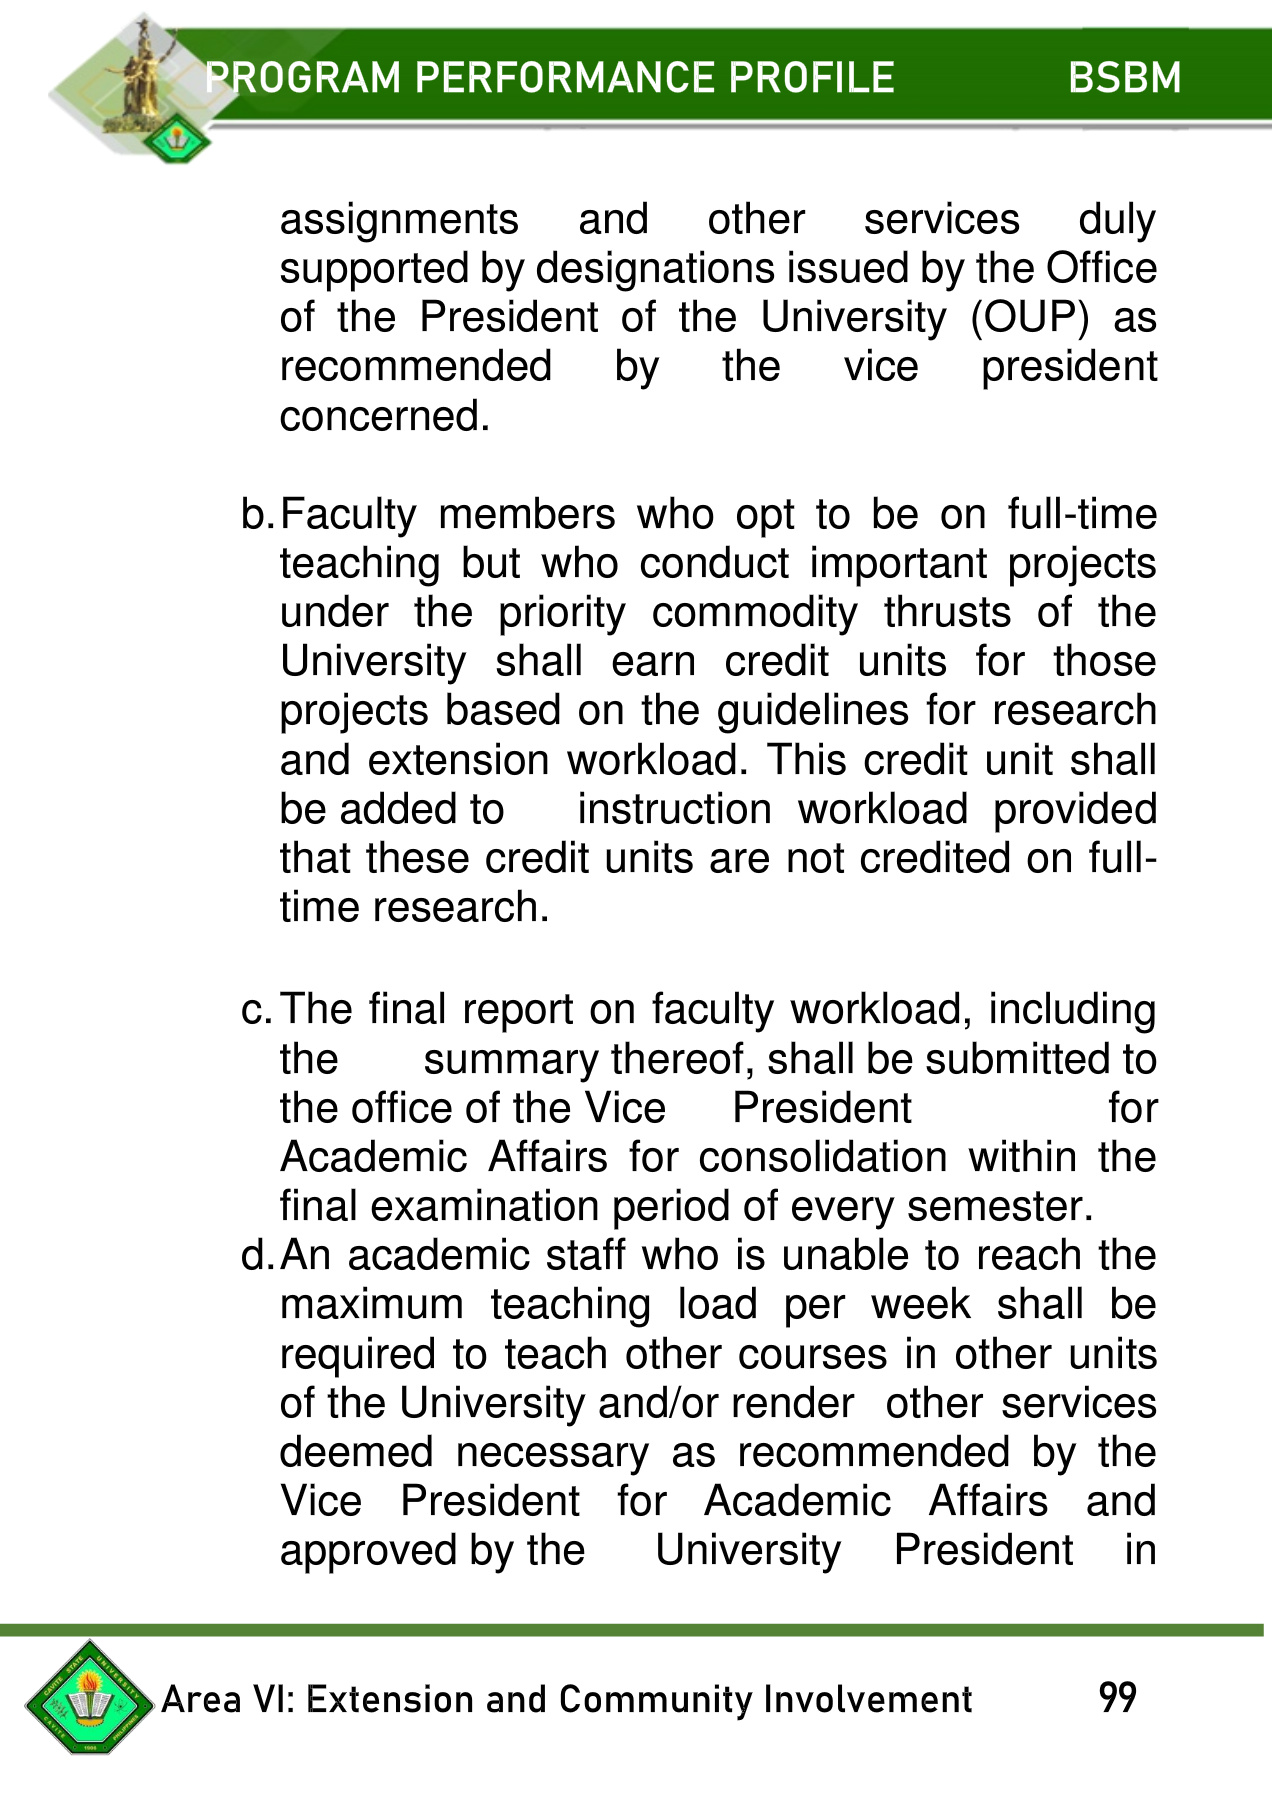 PROGRAM PERFORMANCE PROFILE BSBM
assignments and other services duly
supported by designations issued by the Office
of the President of the University (OUP) as
recommended by the vice president
concerned.
b. Faculty members who opt to be on full-time
teaching but who conduct important projects
under the priority commodity thrusts of the
University shall earn credit units for those
projects based on the guidelines for research
and extension workload. This credit unit shall
be added to instruction workload provided
that these credit units are not credited on full-
time research.
c. The final report on faculty workload, including
the summary thereof, shall be submitted to
the office of the Vice President for
Academic Affairs for consolidation within the
final examination period of every semester.
d. An academic staff who is unable to reach the
maximum teaching load per week shall be
required to teach other courses in other units
of the University and/or render other services
deemed necessary as recommended by the
Vice President for Academic Affairs and
approved by the University President in
CAVITE STATE UNIVERSITY
CAVITE PHILIPPINES
1906
Area VI: Extension and Community Involvement 99